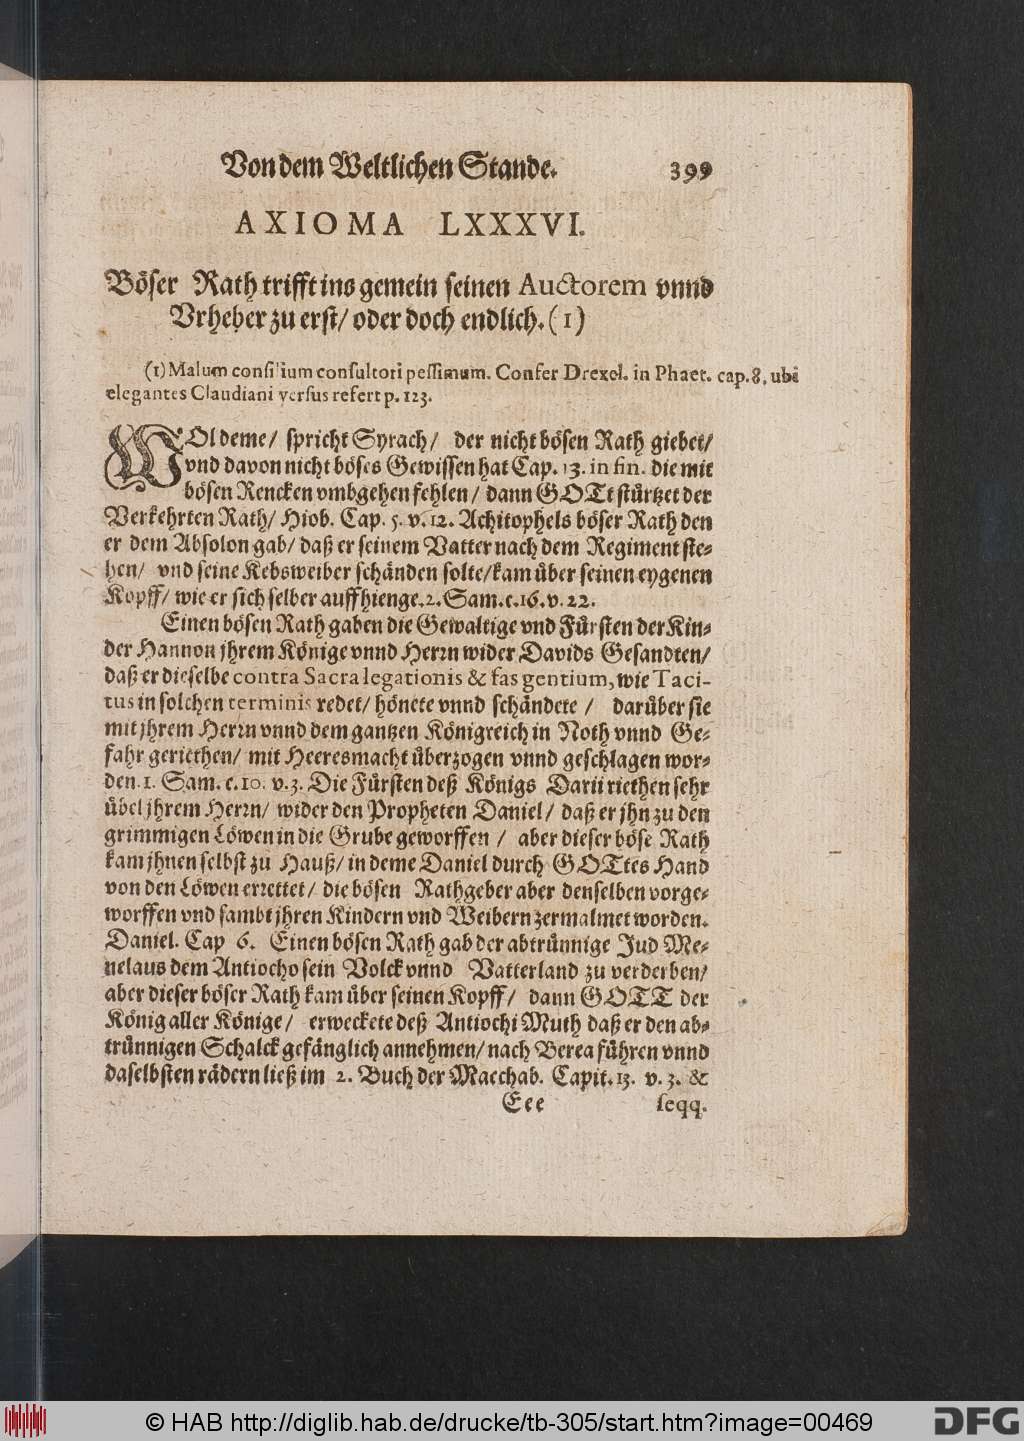 Von dem Weltlichen Stande. 399
AXIOMA LXXXVI.
Böser Rath trifft ins gemein seinen Auctorem vnnd
Vrheber zu erst/ oder doch endlich. (1)
(1) Malum consilium consultori pessimum. Confer Drexel. in Phaet. cap. 8. ubi
elegantes Claudiani versus refert p. 123.
WOl deme/ spricht Syrach/ der nicht bösen Rath giebet/
vnd davon nicht böses Gewissen hat Cap. 13. in fin. die mit
bösen Rencken vmbgehen fehlen/ dann GOTt stürtzet der
Verkehrten Rath/ Hiob. Cap. 5. v. 12. Achitophels böser Rath den
er dem Absolon gab/ daß er seinem Vatter nach dem Regiment ste-
hen/ vnd seine Kebsweiber schänden solte/ kam über seinen eygenen
Kopff/ wie er sich selber auffhienge. 2. Sam. c. 16. v. 22.
Einen bösen Rath gaben die Gewaltige vnd Fürsten der Kin-
der Hannon jhrem Könige vnnd Herrn wider Davids Gesandten/
daß er dieselbe contra Sacra legationis & fas gentium, wie Taci-
tus in solchen terminis redet/ hönete vnnd schändete/ darüber sie
mit jhrem Herrn vnnd dem gantzen Königreich in Noth vnnd Ge-
fahr geriethen/ mit Heeresmacht überzogen vnnd geschlagen wor-
den. 1. Sam. c. 10. v. 3. Die Fürsten deß Königs Darii riethen sehr
übel jhrem Herrn/ wider den Propheten Daniel/ daß er jhn zu den
grimmigen Löwen in die Grube geworffen/ aber dieser böse Rath
kam jhnen selbst zu Hauß/ in deme Daniel durch GOTtes Hand
von den Löwen errettet/ die bösen Rathgeber aber denselben vorge-
worffen vnd sambt jhren Kindern vnd Weibern zermalmet worden.
Daniel. Cap 6. Einen bösen Rath gab der abtrünnige Jud Me-
nelaus dem Antiocho sein Volck vnnd Vatterland zu verderben/
aber dieser böser Rath kam über seinen Kopff/ dann GOTT der
König aller Könige/ erweckete deß Antiochi Muth daß er den ab-
trünnigen Schalck gefänglich annehmen/ nach Berea führen vnnd
daselbsten rädern ließ im 2. Buch der Macchab. Capit. 13. v. 3. &
Eee seqq.
© HAB http://diglib.hab.de/drucke/tb-305/start.htm?image=00469 DFG